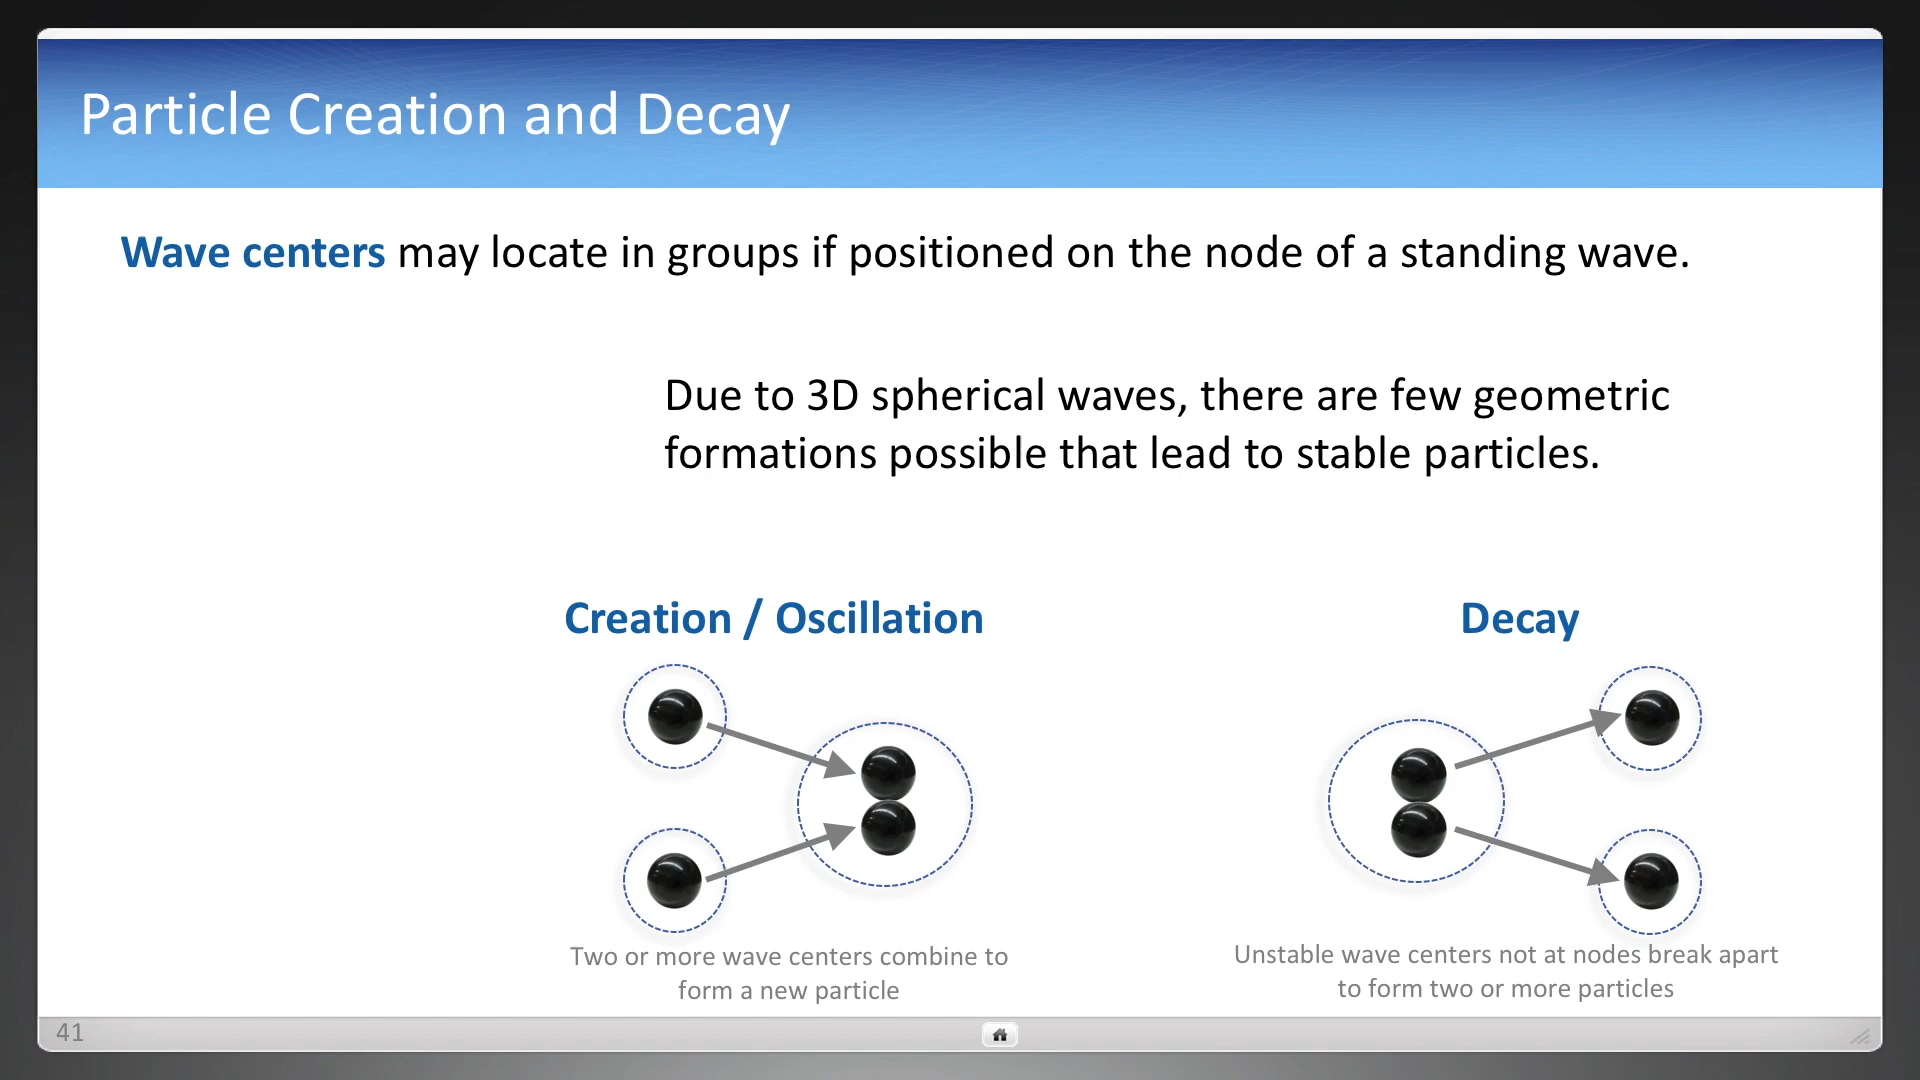 Particle Creation and Decay
Wave centers may locate in groups if positioned on the node of a standing wave.
Due to 3D spherical waves, there are few geometric
formations possible that lead to stable particles.
Creation / Oscillation
Decay
Two or more wave centers combine to
form a new particle
Unstable wave centers not at nodes break apart
to form two or more particles
41